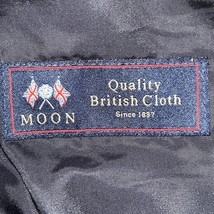 Quality
British Cloth
Since 1837
MOON